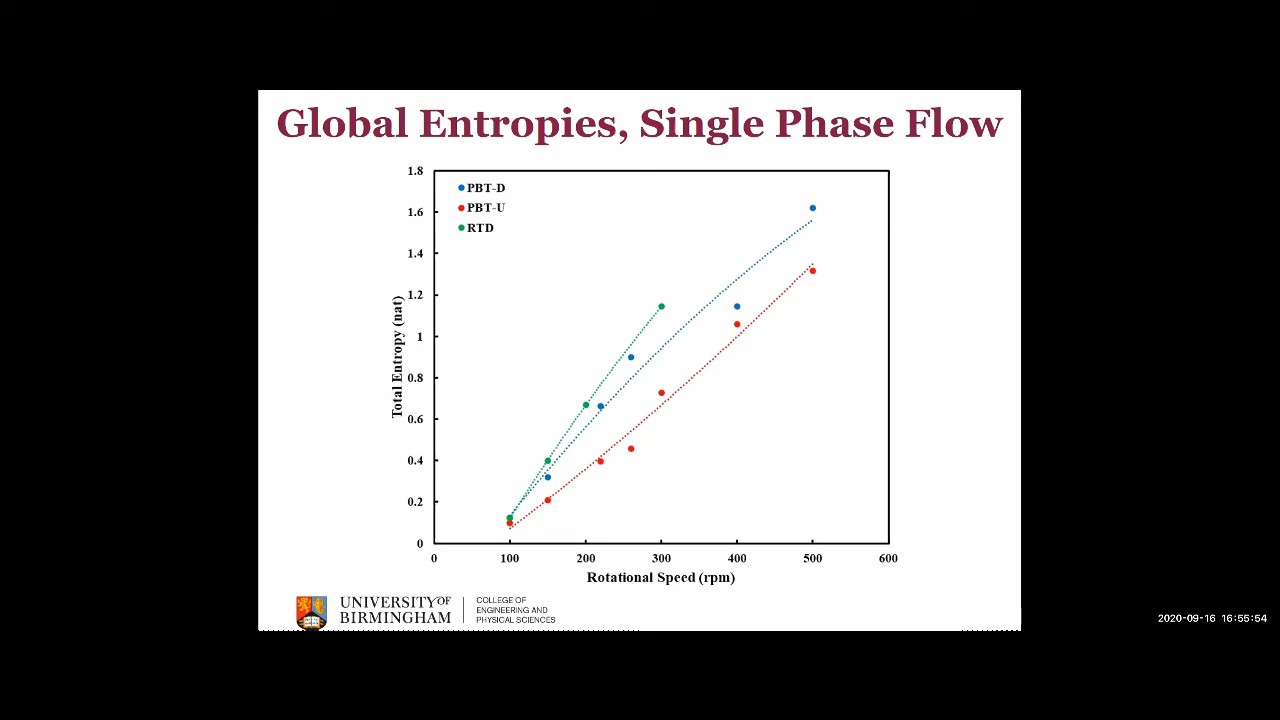 Global Entropies, Single Phase Flow
1.8
1.6
1.4
1.2
1
0.8
0.6
0.4
0.2
0
Total Entropy (nat)
PBT-D
PBT-U
RTD
0 100 200 300 400 500 600
Rotational Speed (rpm)
UNIVERSITY OF
BIRMINGHAM
COLLEGE OF
ENGINEERING AND
PHYSICAL SCIENCES
2020-09-16 16:55:54